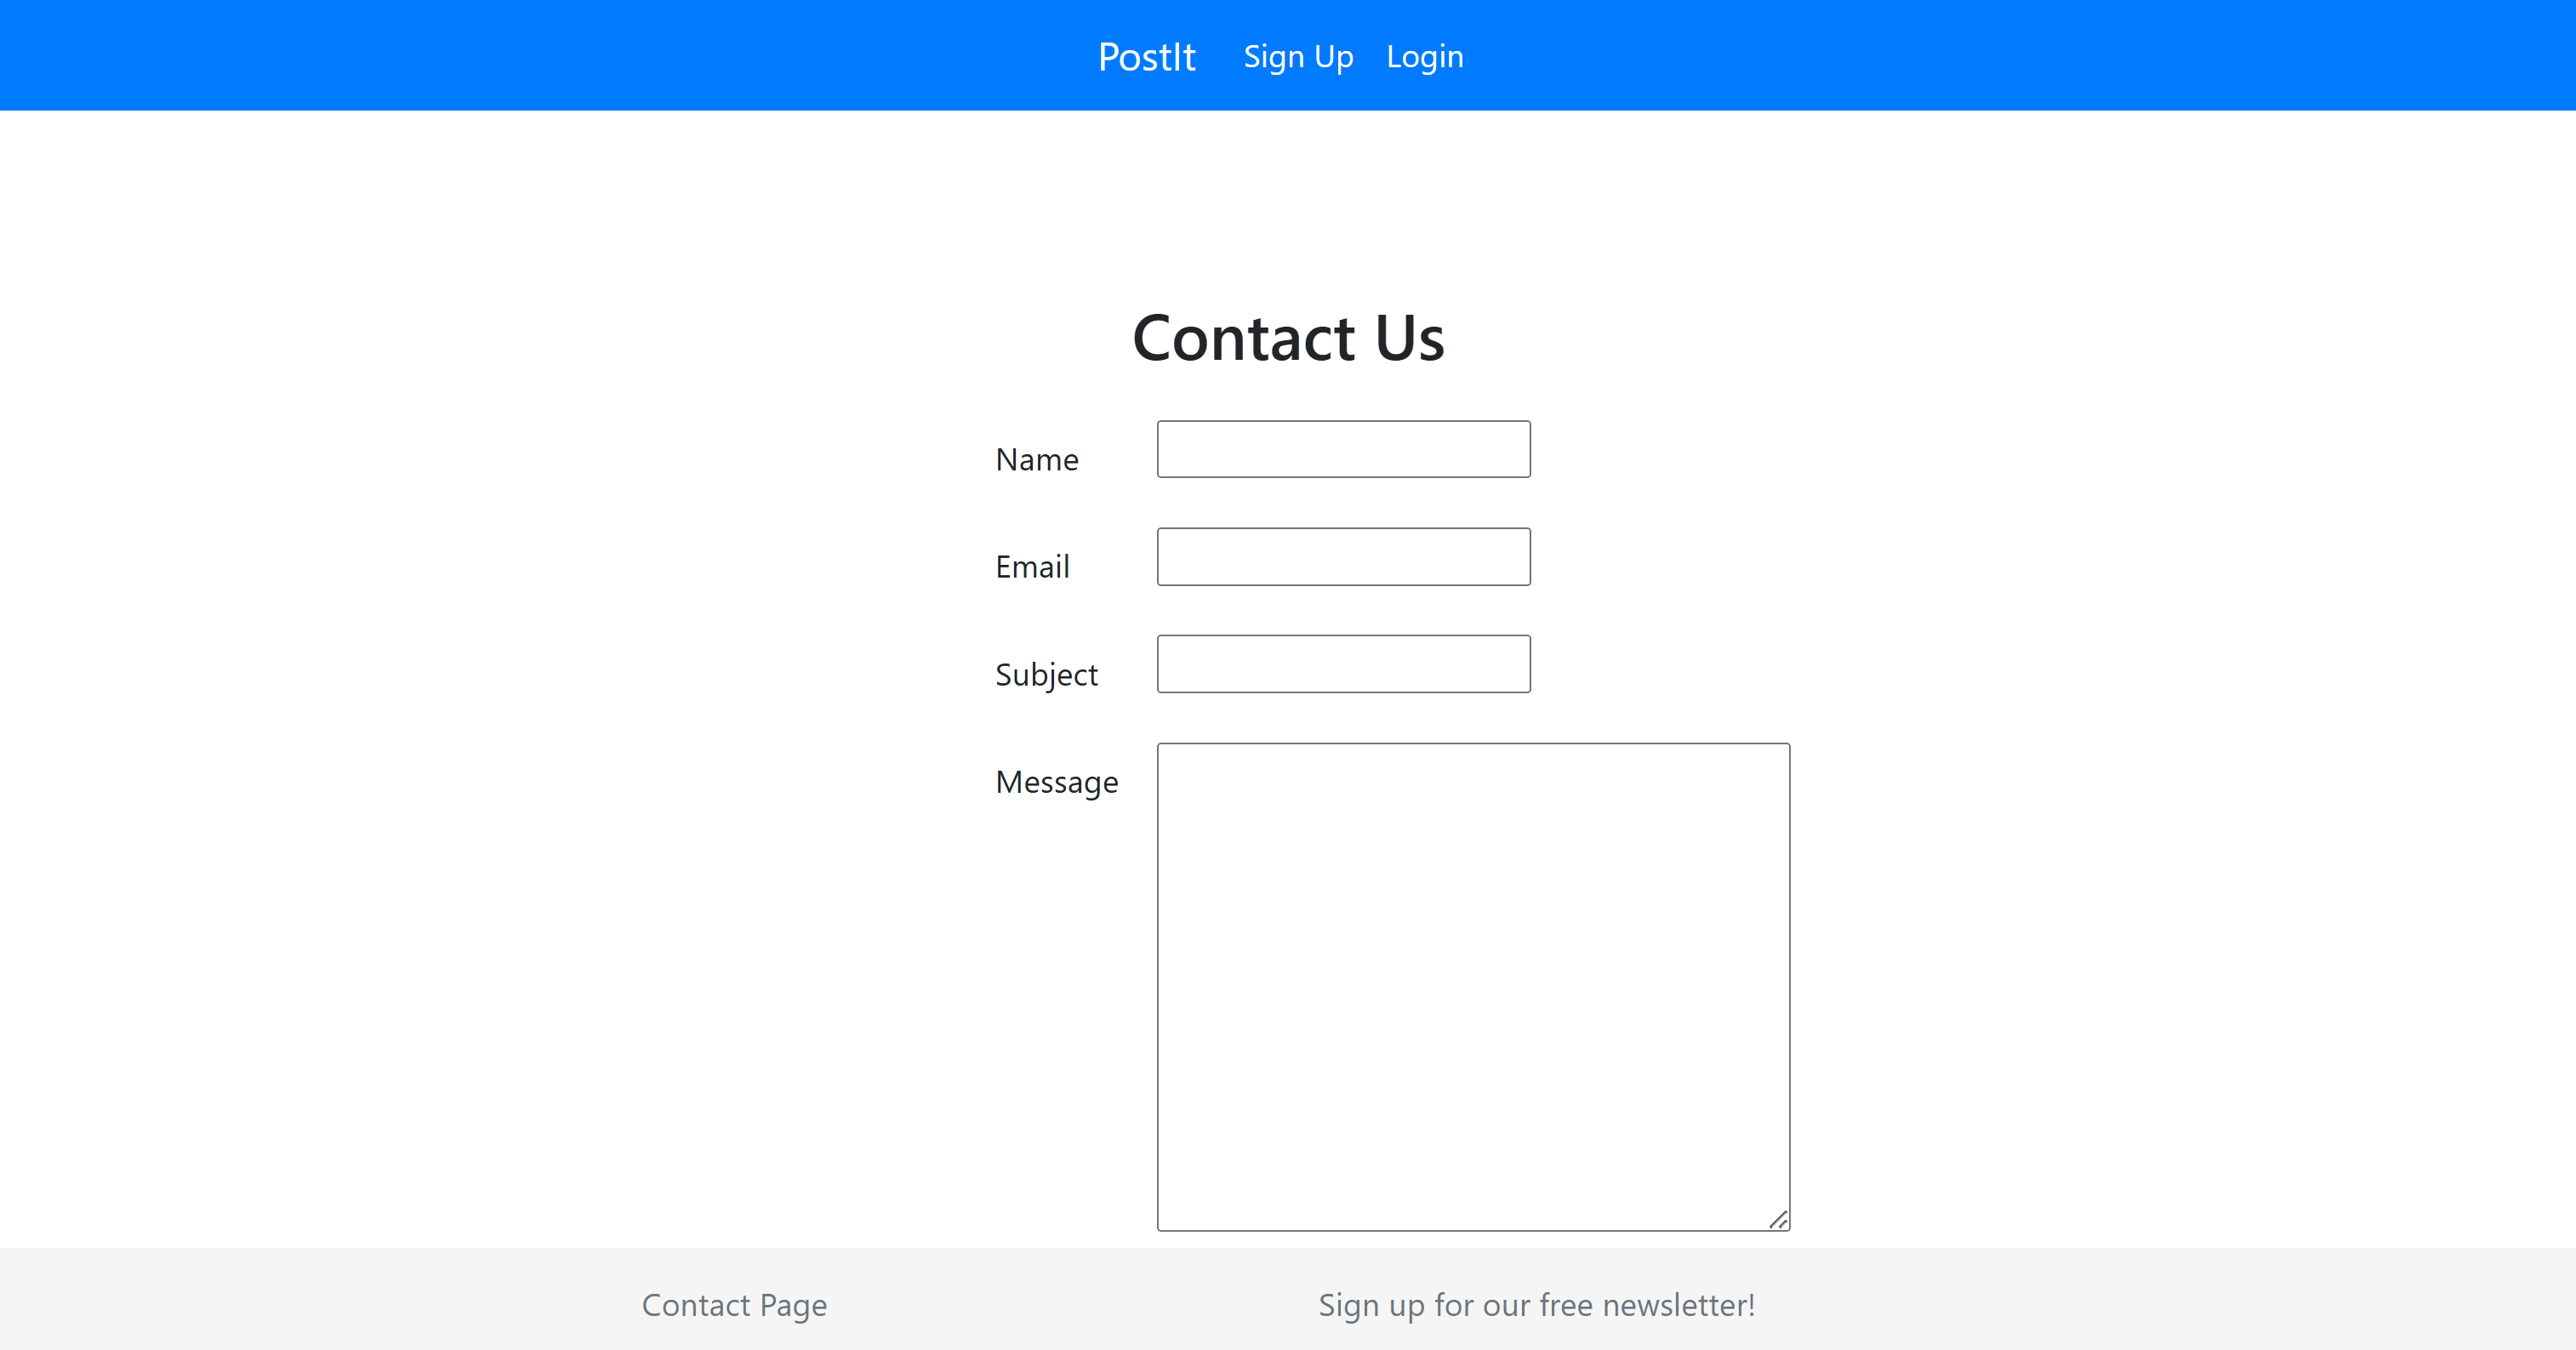 PostIt Sign Up Login
Contact Us
Name
Email
Subject
Message
Contact Page Sign up for our free newsletter!